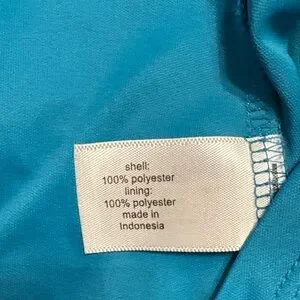 shell:
100% polyester
lining:
100% polyester
made in
Indonesia